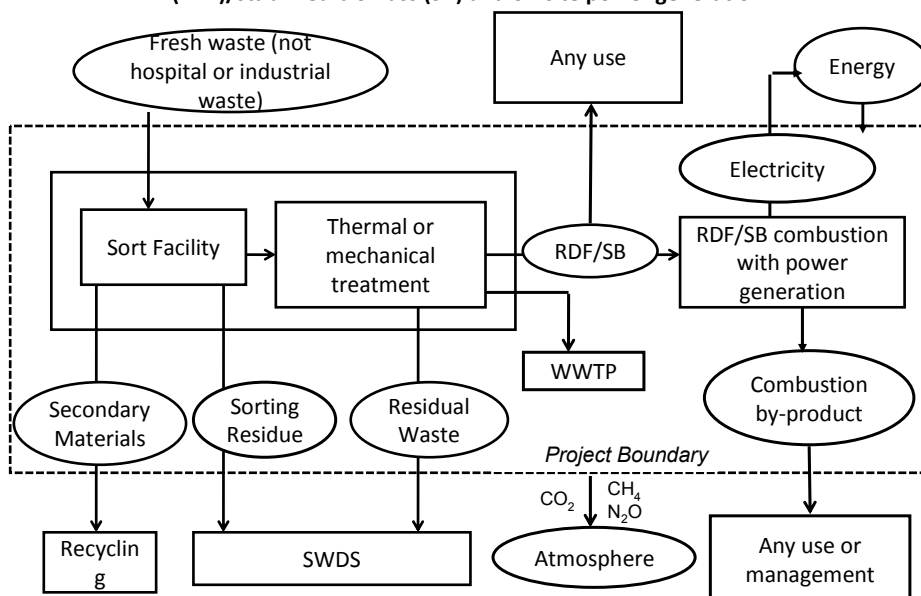 Fresh waste (not
hospital or industrial
waste)
Any use
Energy
Electricity
Sort Facility
Thermal or
mechanical
treatment
RDF/SB
RDF/SB combustion
with power
generation
WWTP
Secondary
Materials
Sorting
Residue
Residual
Waste
Combustion
by-product
Project Boundary
CO2
CH4
N2O
Recyclin
g
SWDS
Atmosphere
Any use or
management